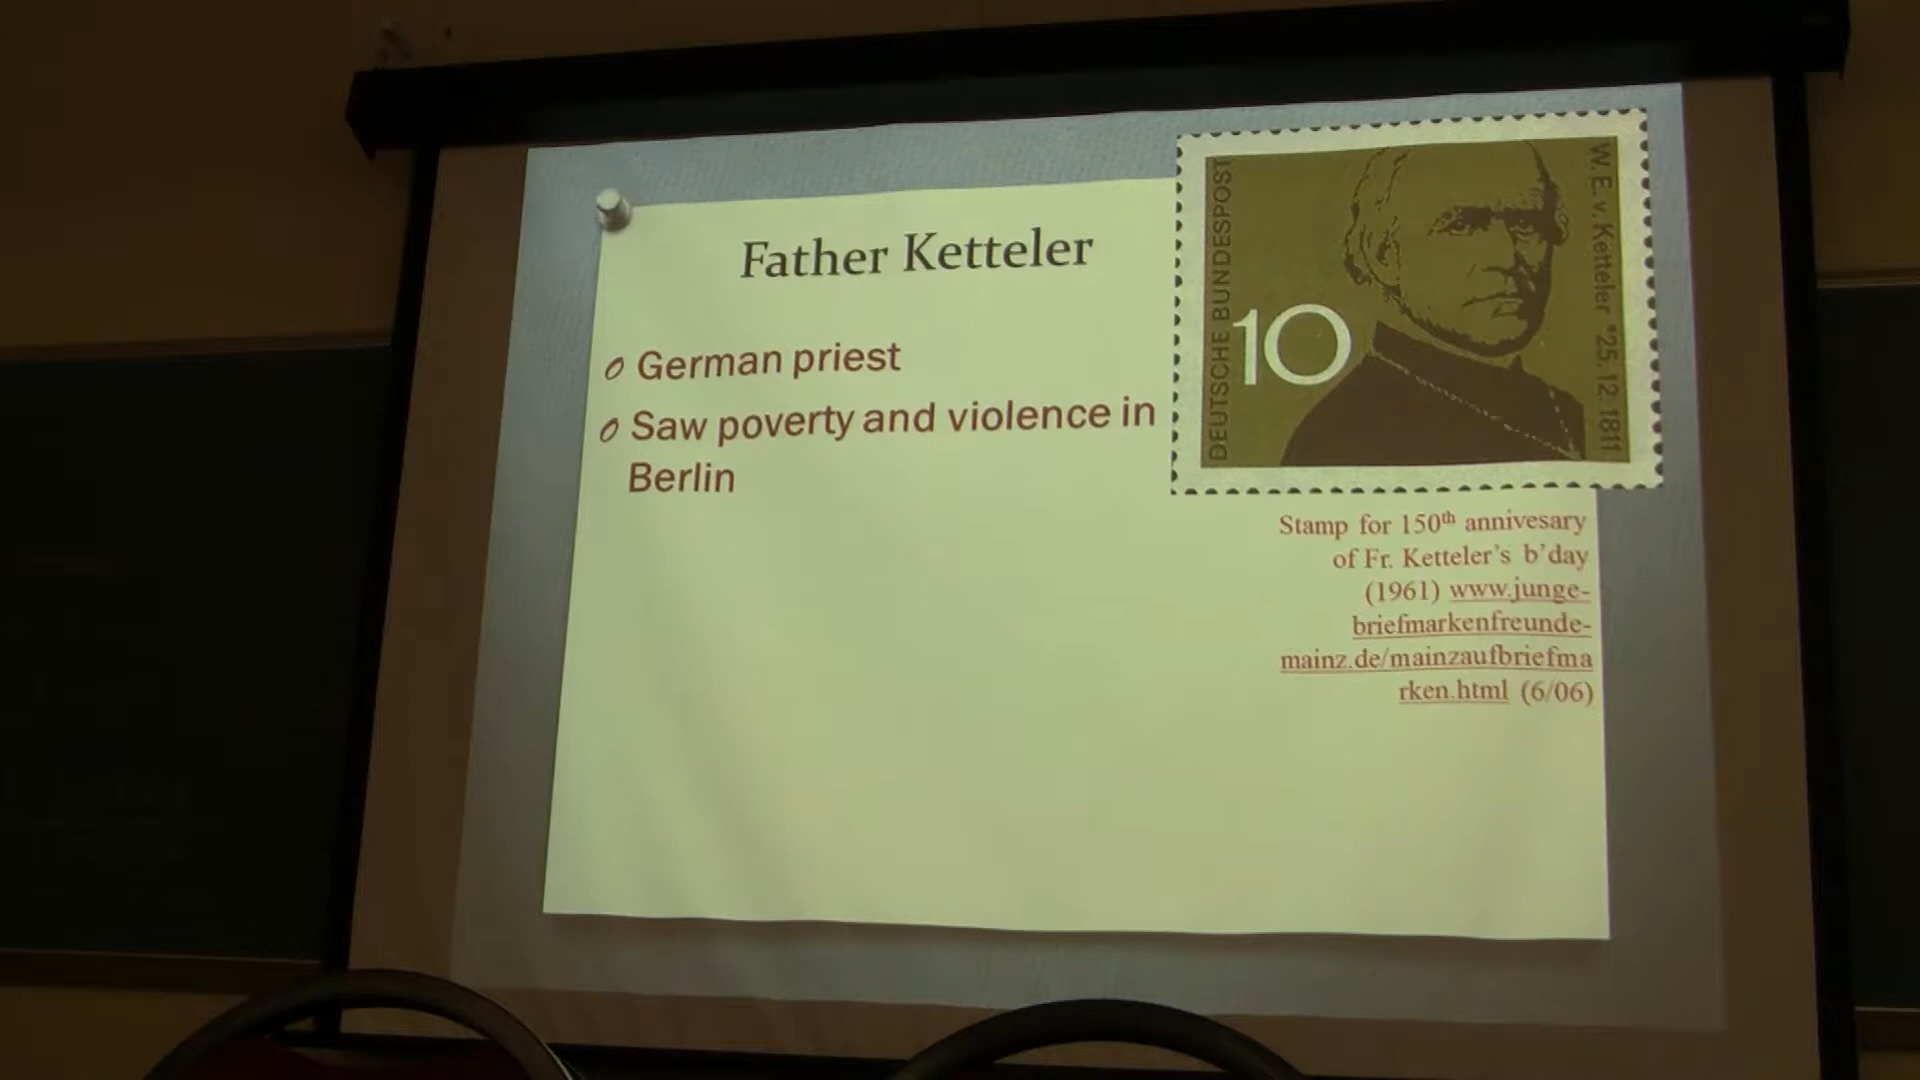 Father Ketteler
German priest
Saw poverty and violence in
Berlin
DEUTSCHE BUNDESPOST
10
W. E. v. Ketteler *25. 12. 1811
Stamp for 150th annivesary
of Fr. Ketteler's b'day
(1961) www.junge-
briefmarkenfreunde-
mainz.de/mainzaufbriefma
rken.html (6/06)